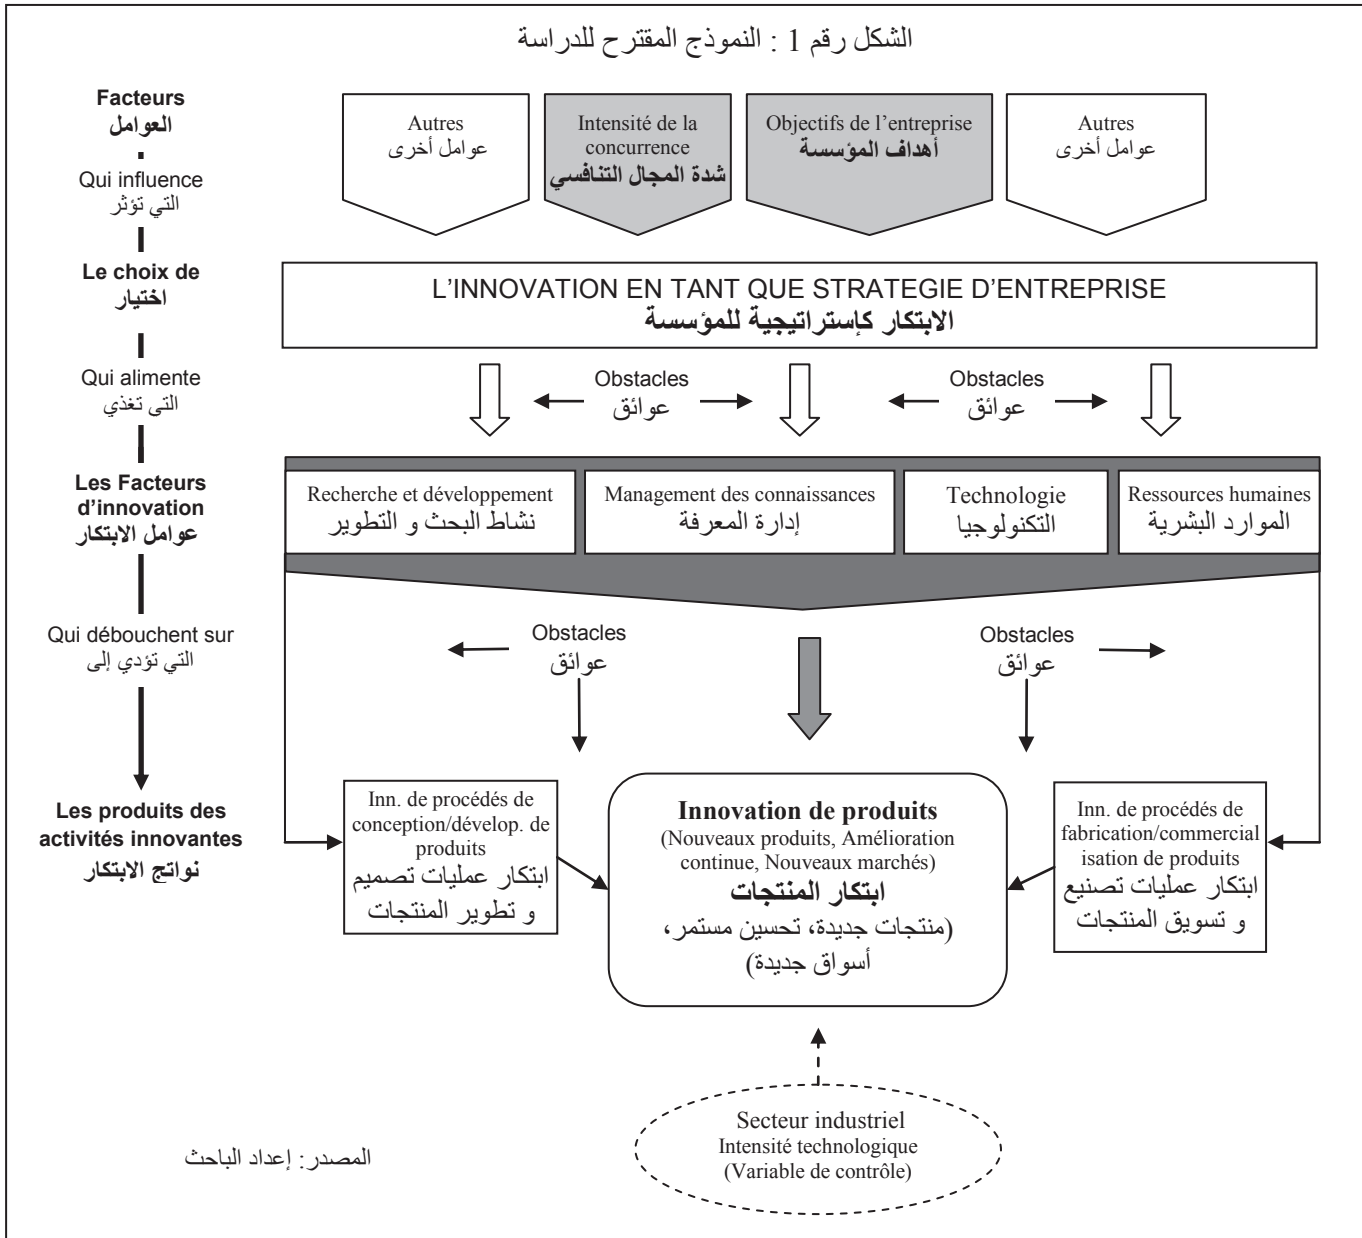 الشكل رقم 1 : النموذج المقترح للدراسة
Facteurs
العوامل
Qui influence
التي تؤثر
Le choix de
اختيار
Qui alimente
التي تغذي
Les Facteurs
d'innovation
عوامل الابتكار
Qui débouchent sur
التي تؤدي إلى
Les produits des
activités innovantes
نواتج الابتكار
Autres
عوامل أخرى
Intensité de la
concurrence
شدة المجال التنافسي
Objectifs de l'entreprise
أهداف المؤسسة
Autres
عوامل أخرى
L'INNOVATION EN TANT QUE STRATEGIE D'ENTREPRISE
الابتكار كإستراتيجية للمؤسسة
Obstacles
عوائق
Obstacles
عوائق
Recherche et développement
نشاط البحث و التطوير
Management des connaissances
إدارة المعرفة
Technologie
التكنولوجيا
Ressources humaines
الموارد البشرية
Obstacles
عوائق
Obstacles
عوائق
Inn. de procédés de
conception/dévelop. de
produits
ابتكار عمليات تصميم
و تطوير المنتجات
Innovation de produits
(Nouveaux produits, Amélioration
continue, Nouveaux marchés)
ابتكار المنتجات
(منتجات جديدة، تحسين مستمر،
أسواق جديدة)
Inn. de procédés de
fabrication/commercial
isation de produits
ابتكار عمليات تصنيع
و تسويق المنتجات
Secteur industriel
Intensité technologique
(Variable de contrôle)
المصدر: إعداد الباحث